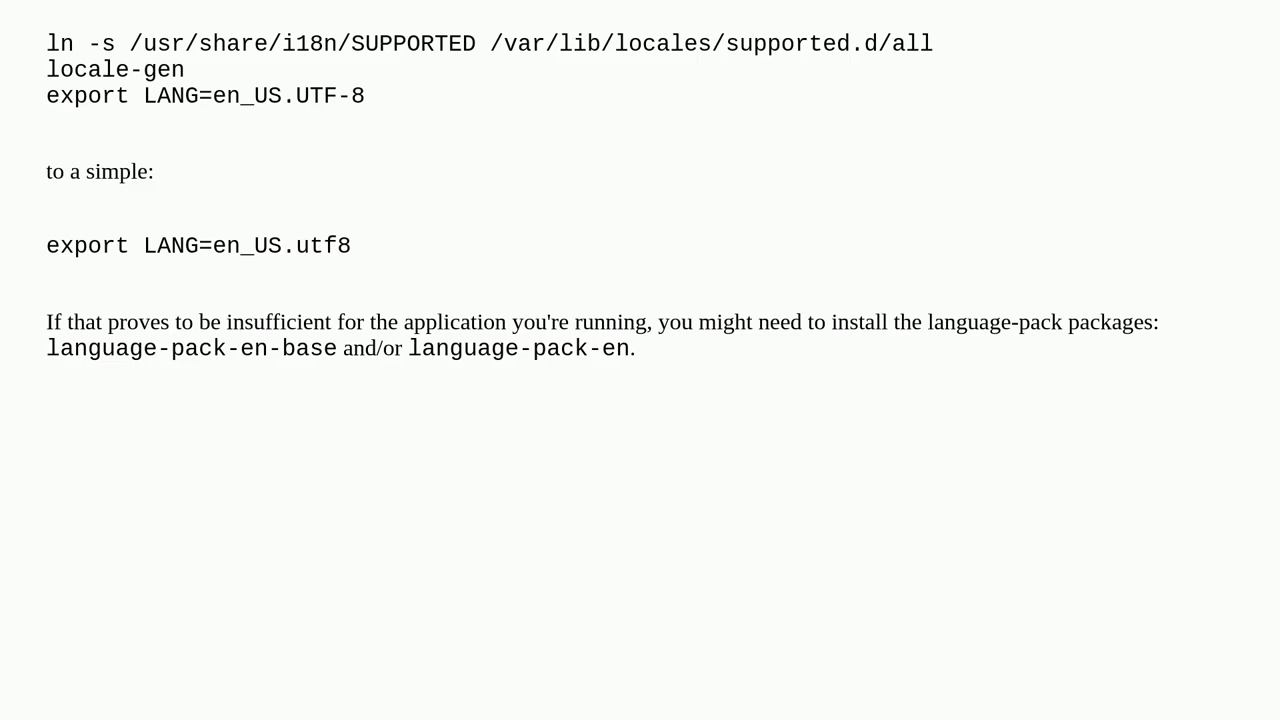 ln -s /usr/share/i18n/SUPPORTED /var/lib/locales/supported.d/all
locale-gen
export LANG=en_US.UTF-8
to a simple:
export LANG=en_US.utf8
If that proves to be insufficient for the application you're running, you might need to install the language-pack packages:
language-pack-en-base and/or language-pack-en.